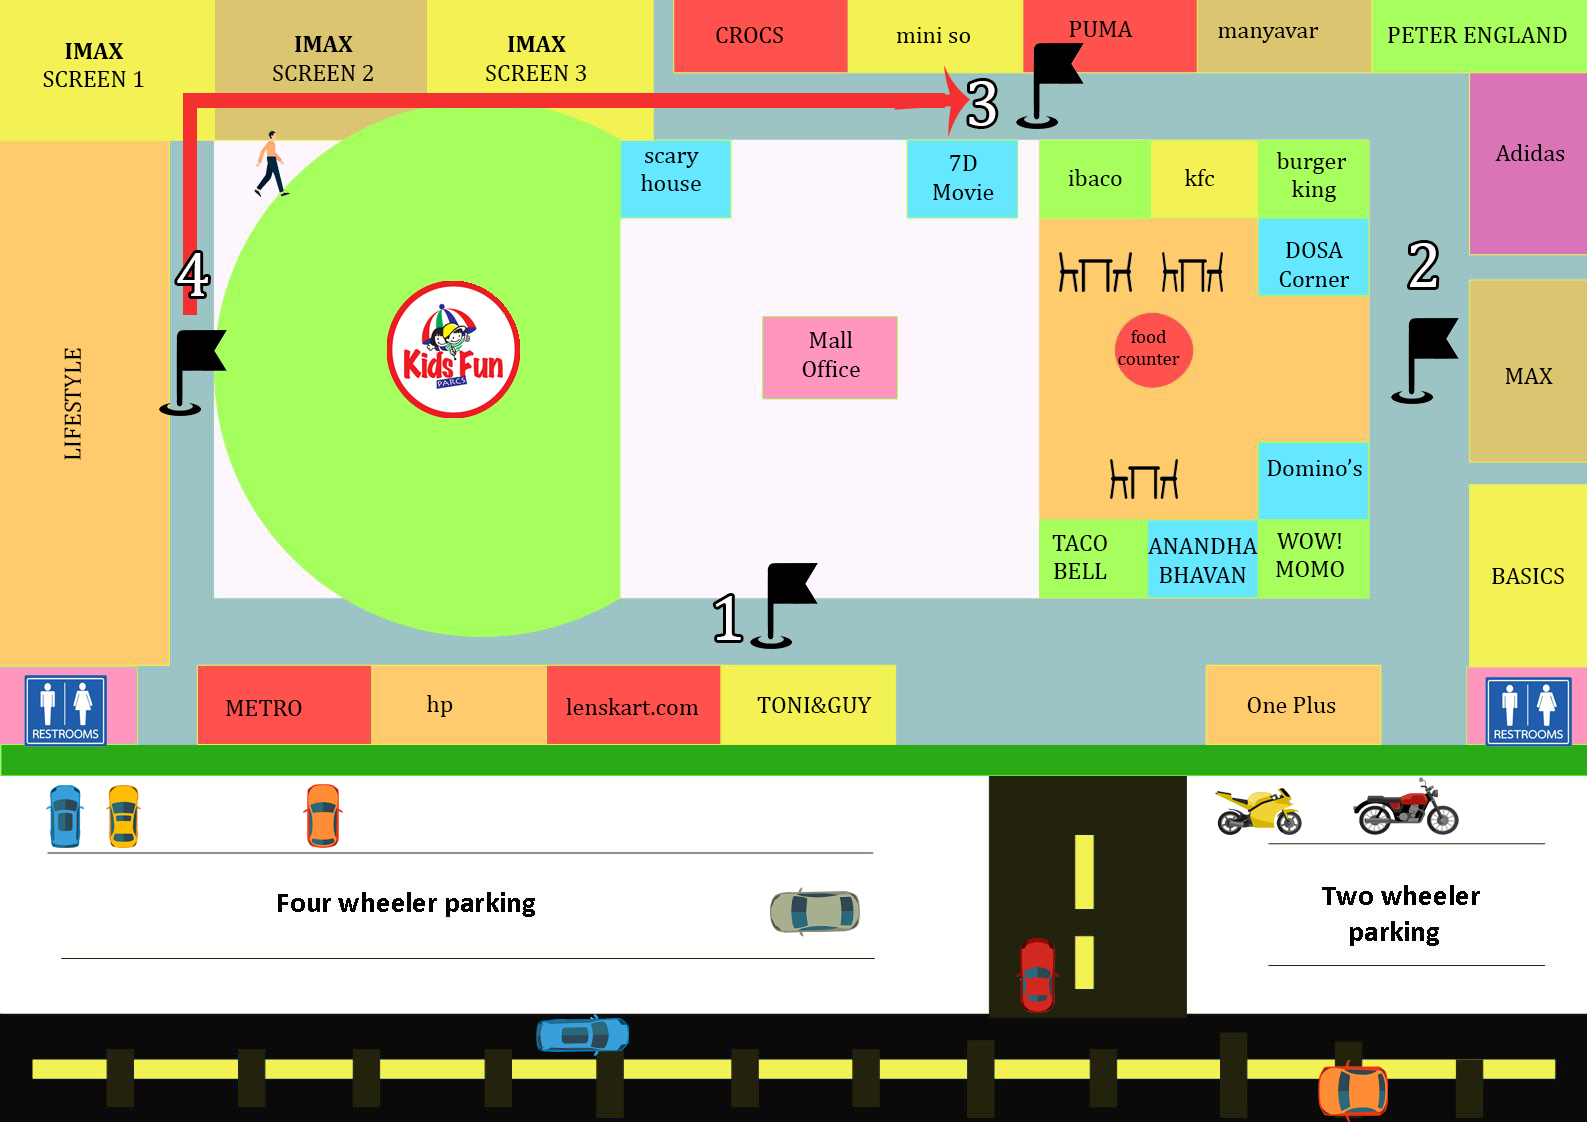 IMAX
SCREEN 1
IMAX
SCREEN 2
IMAX
SCREEN 3
CROCS
mini so
PUMA
manyavar
PETER ENGLAND
3
scary
house
7D
Movie
ibaco
kfc
burger
king
Adidas
4
DOSA
Corner
2
LIFESTYLE
Kids Fun
PARCS
Mall
Office
food
counter
MAX
Domino's
TACO
BELL
ANANDHA
BHAVAN
WOW!
MOMO
BASICS
1
RESTROOMS
METRO
hp
lenskart.com
TONI&GUY
One Plus
RESTROOMS
Four wheeler parking
Two wheeler
parking